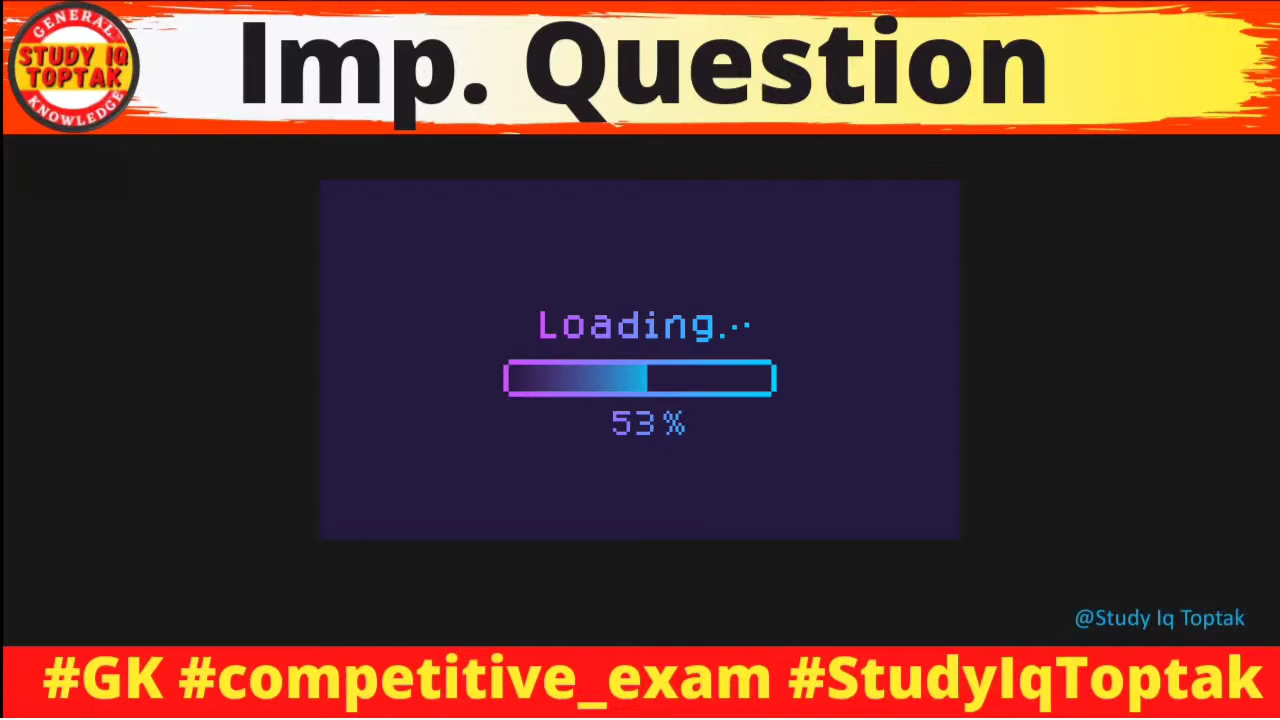 GENERAL
STUDY IQ
TOPTAK
KNOWLEDGE
Imp. Question
Loading...
53%
@Study Iq Toptak
#GK #competitive_exam #StudyIqToptak